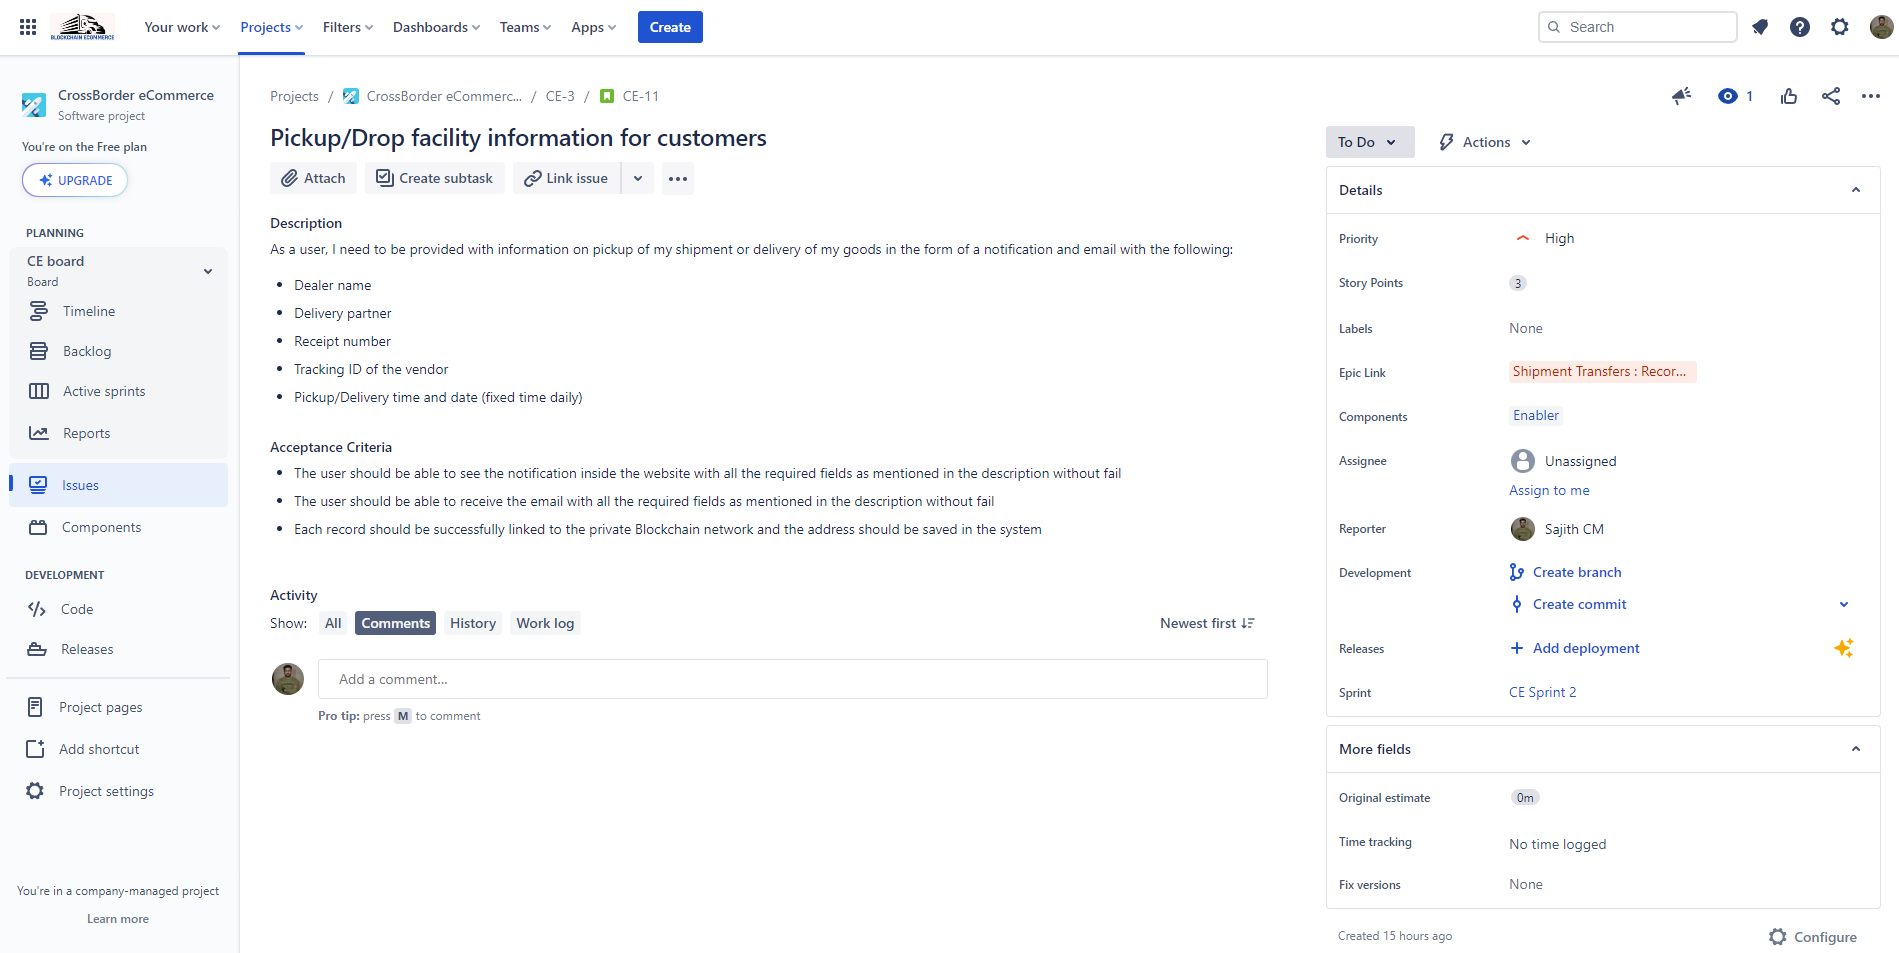 BLOCKCHAIN ECOMMERCE
Your work
Projects
Filters
Dashboards
Teams
Apps
Create
Search
CrossBorder eCommerce
Software project
You're on the Free plan
UPGRADE
PLANNING
CE board
Board
Timeline
Backlog
Active sprints
Reports
Issues
Components
DEVELOPMENT
Code
Releases
Project pages
Add shortcut
Project settings
You're in a company-managed project
Learn more
Projects / CrossBorder eCommerc... / CE-3 / CE-11
1
Pickup/Drop facility information for customers
Attach
Create subtask
Link issue
Description
As a user, I need to be provided with information on pickup of my shipment or delivery of my goods in the form of a notification and email with the following:
• Dealer name
• Delivery partner
• Receipt number
• Tracking ID of the vendor
• Pickup/Delivery time and date (fixed time daily)
Acceptance Criteria
• The user should be able to see the notification inside the website with all the required fields as mentioned in the description without fail
• The user should be able to receive the email with all the required fields as mentioned in the description without fail
• Each record should be successfully linked to the private Blockchain network and the address should be saved in the system
Activity
Show: All Comments History Work log
Newest first
Add a comment...
Pro tip: press M to comment
To Do
Actions
Details
Priority High
Story Points 3
Labels None
Epic Link Shipment Transfers : Recor...
Components Enabler
Assignee Unassigned
Assign to me
Reporter Sajith CM
Development Create branch
Create commit
Releases Add deployment
Sprint CE Sprint 2
More fields
Original estimate 0m
Time tracking No time logged
Fix versions None
Created 15 hours ago
Configure